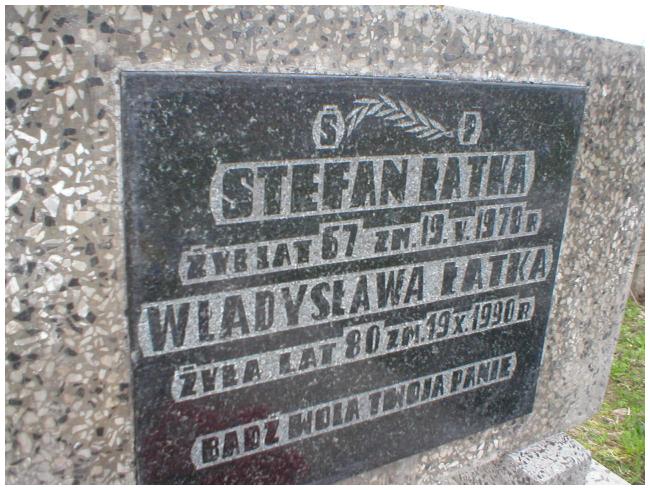 Ś P
STEFAN ŁATKA
ŻYŁ LAT 67 ZM. 19. V. 1978 R
WŁADYSŁAWA ŁATKA
ŻYŁA LAT 80 ZM. 19 X. 1990 R
BĄDŹ WOLA TWOJA PANIE